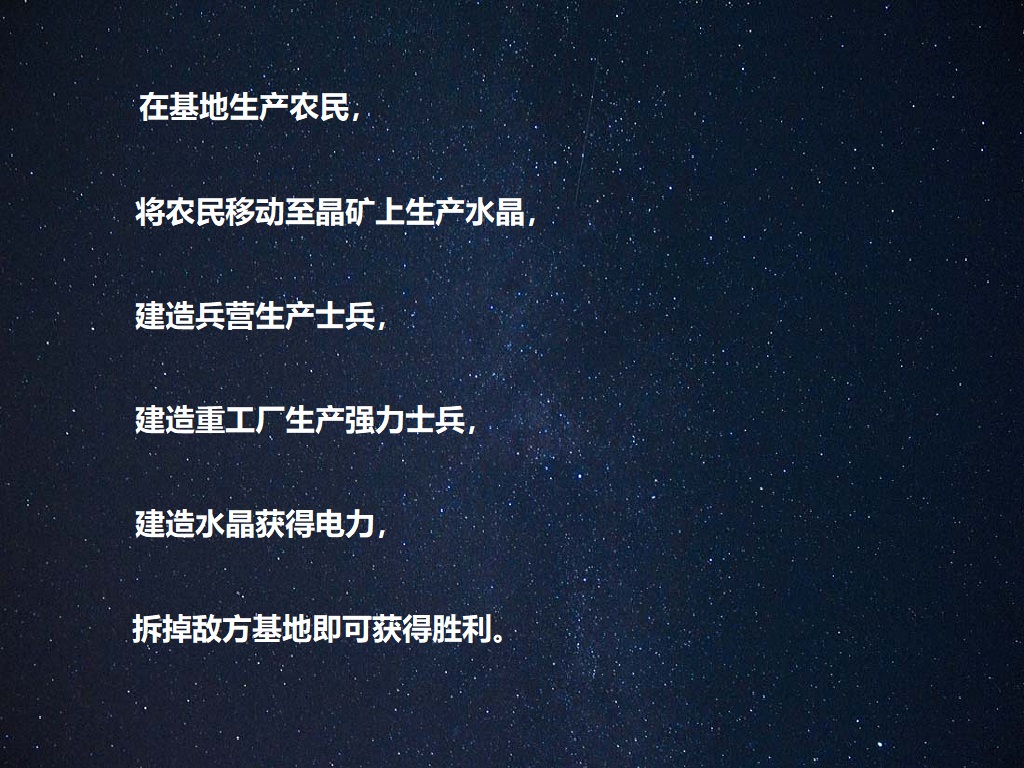 在基地生产农民，
将农民移动至晶矿上生产水晶，
建造兵营生产士兵，
建造重工厂生产强力士兵，
建造水晶获得电力，
拆掉敌方基地即可获得胜利。